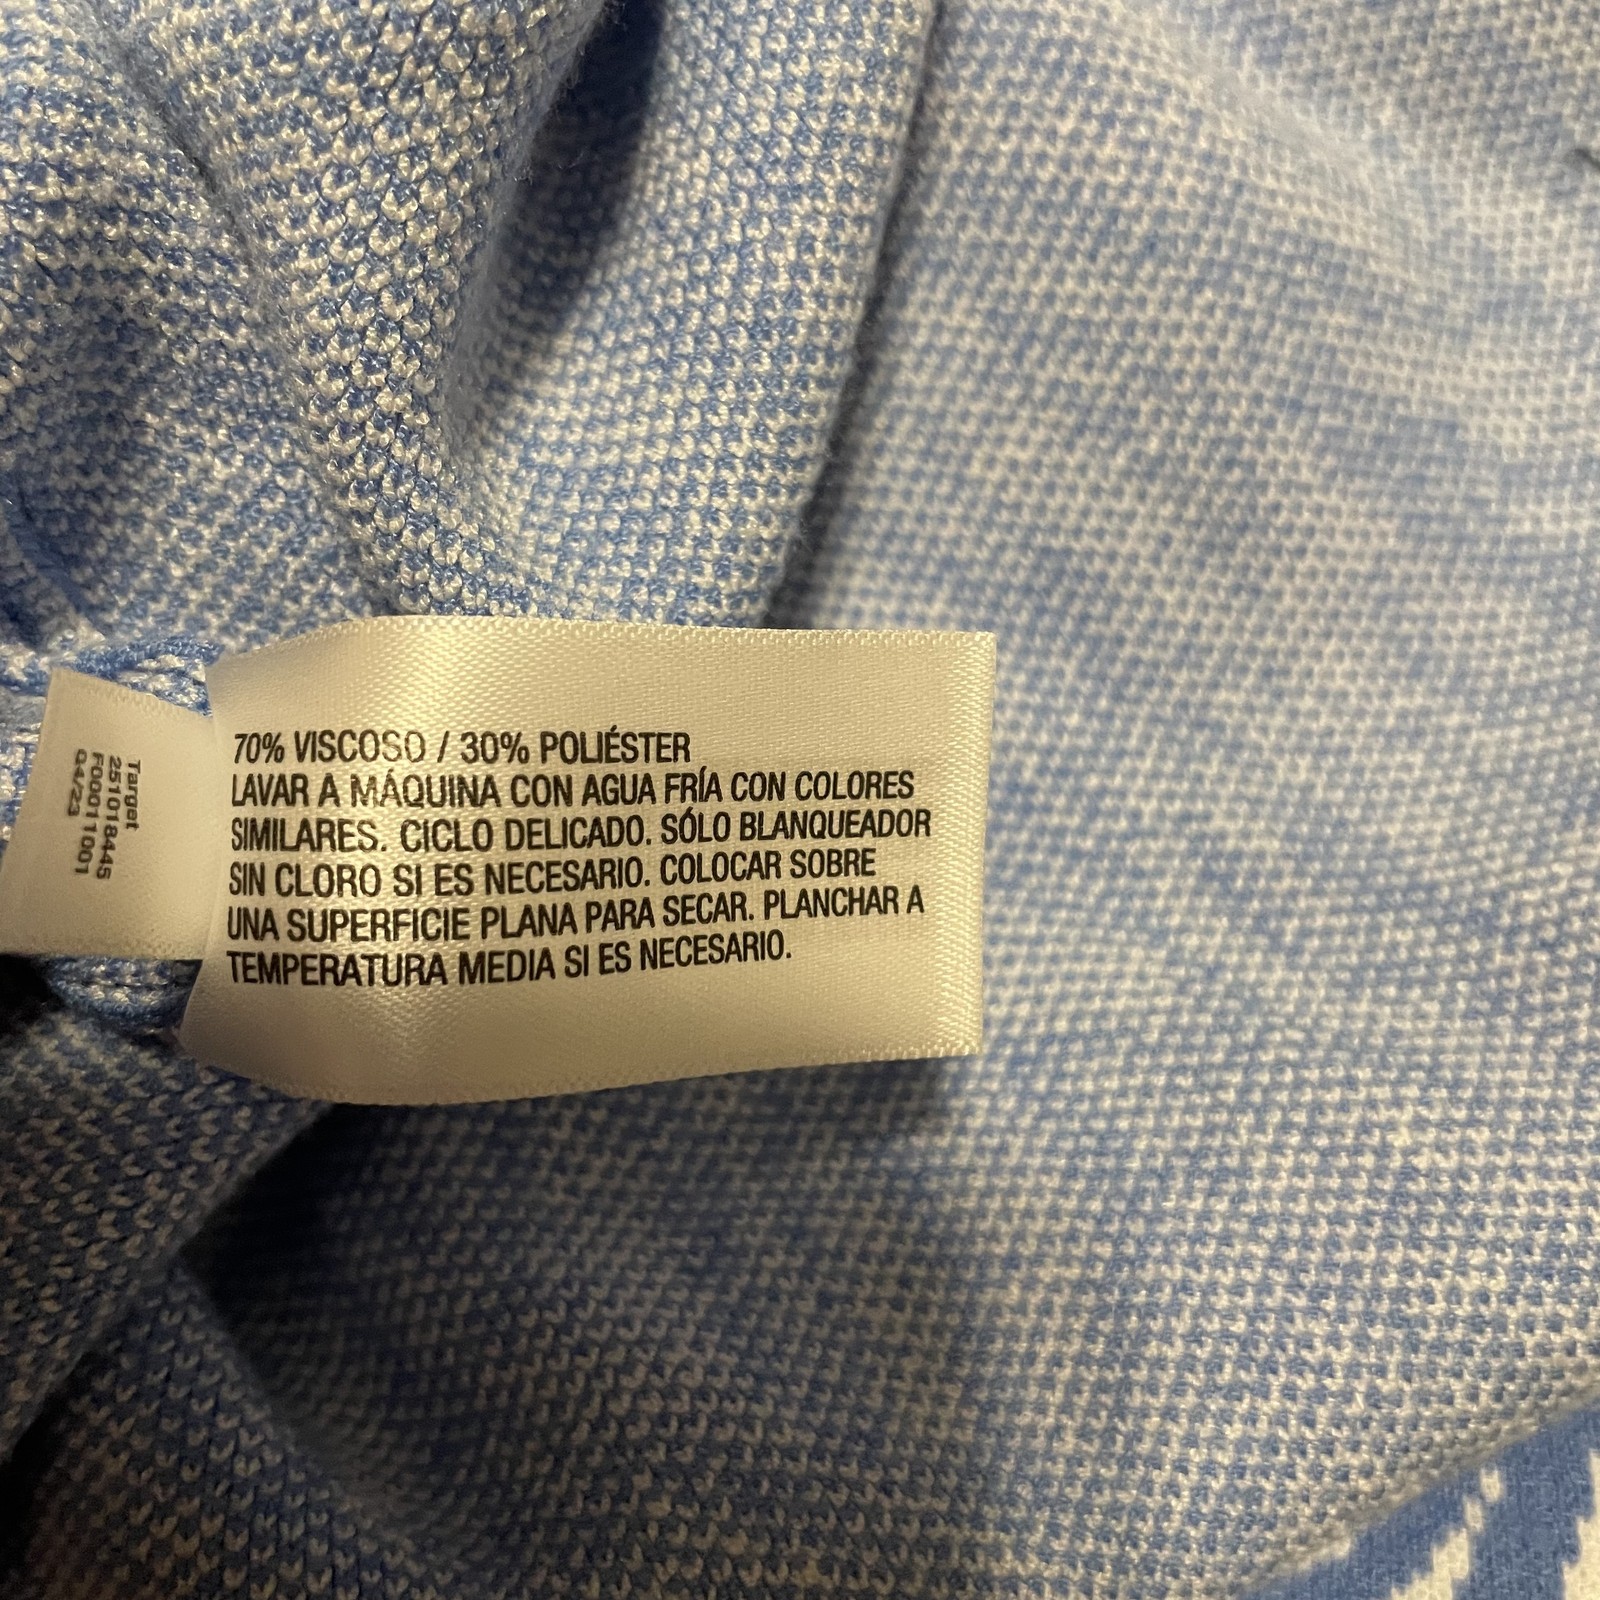 70% VISCOSO / 30% POLIÉSTER
LAVAR A MÁQUINA CON AGUA FRÍA CON COLORES
SIMILARES. CICLO DELICADO. SÓLO BLANQUEADOR
SIN CLORO SI ES NECESARIO. COLOCAR SOBRE
UNA SUPERFICIE PLANA PARA SECAR. PLANCHAR A
TEMPERATURA MEDIA SI ES NECESARIO.
Target
251018445
F00011001
Q4/23